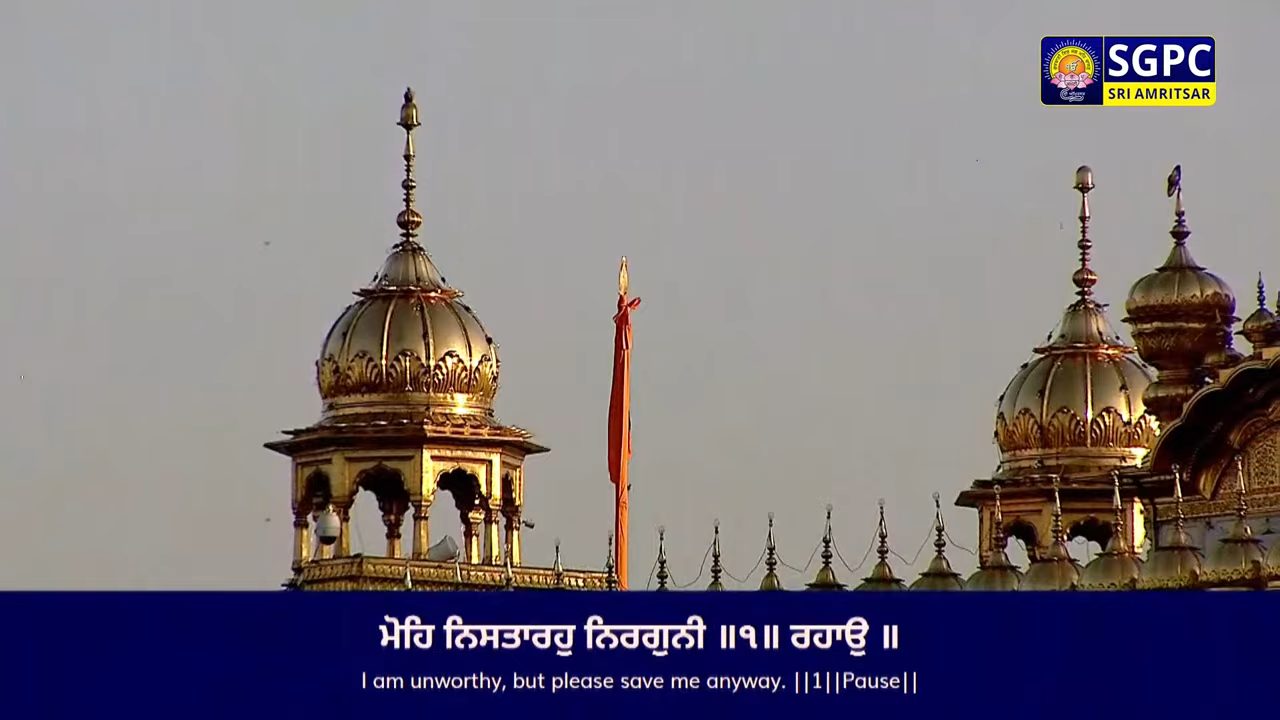 SGPC
SRI AMRITSAR
ਮੋਹਿ ਨਿਸਤਾਰਹੁ ਨਿਰਗੁਨੀ ॥੧॥ ਰਹਾਉ ॥
I am unworthy, but please save me anyway. ||1||Pause||